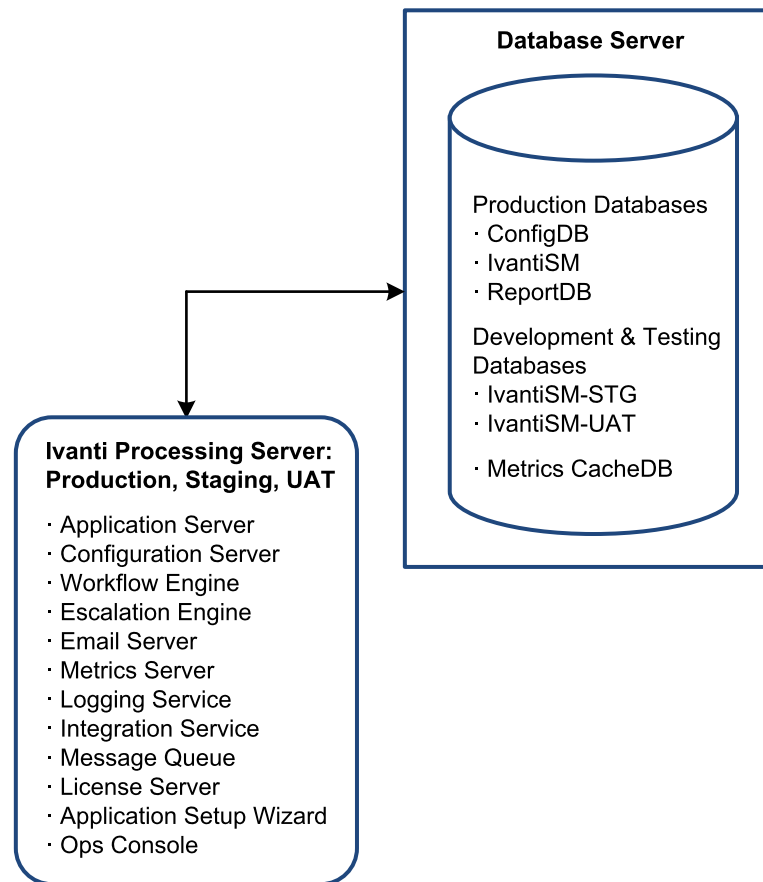 Database Server
Production Databases
· ConfigDB
· IvantiSM
· ReportDB
Development & Testing
Databases
· IvantiSM-STG
· IvantiSM-UAT
· Metrics CacheDB
Ivanti Processing Server:
Production, Staging, UAT
· Application Server
· Configuration Server
· Workflow Engine
· Escalation Engine
· Email Server
· Metrics Server
· Logging Service
· Integration Service
· Message Queue
· License Server
· Application Setup Wizard
· Ops Console